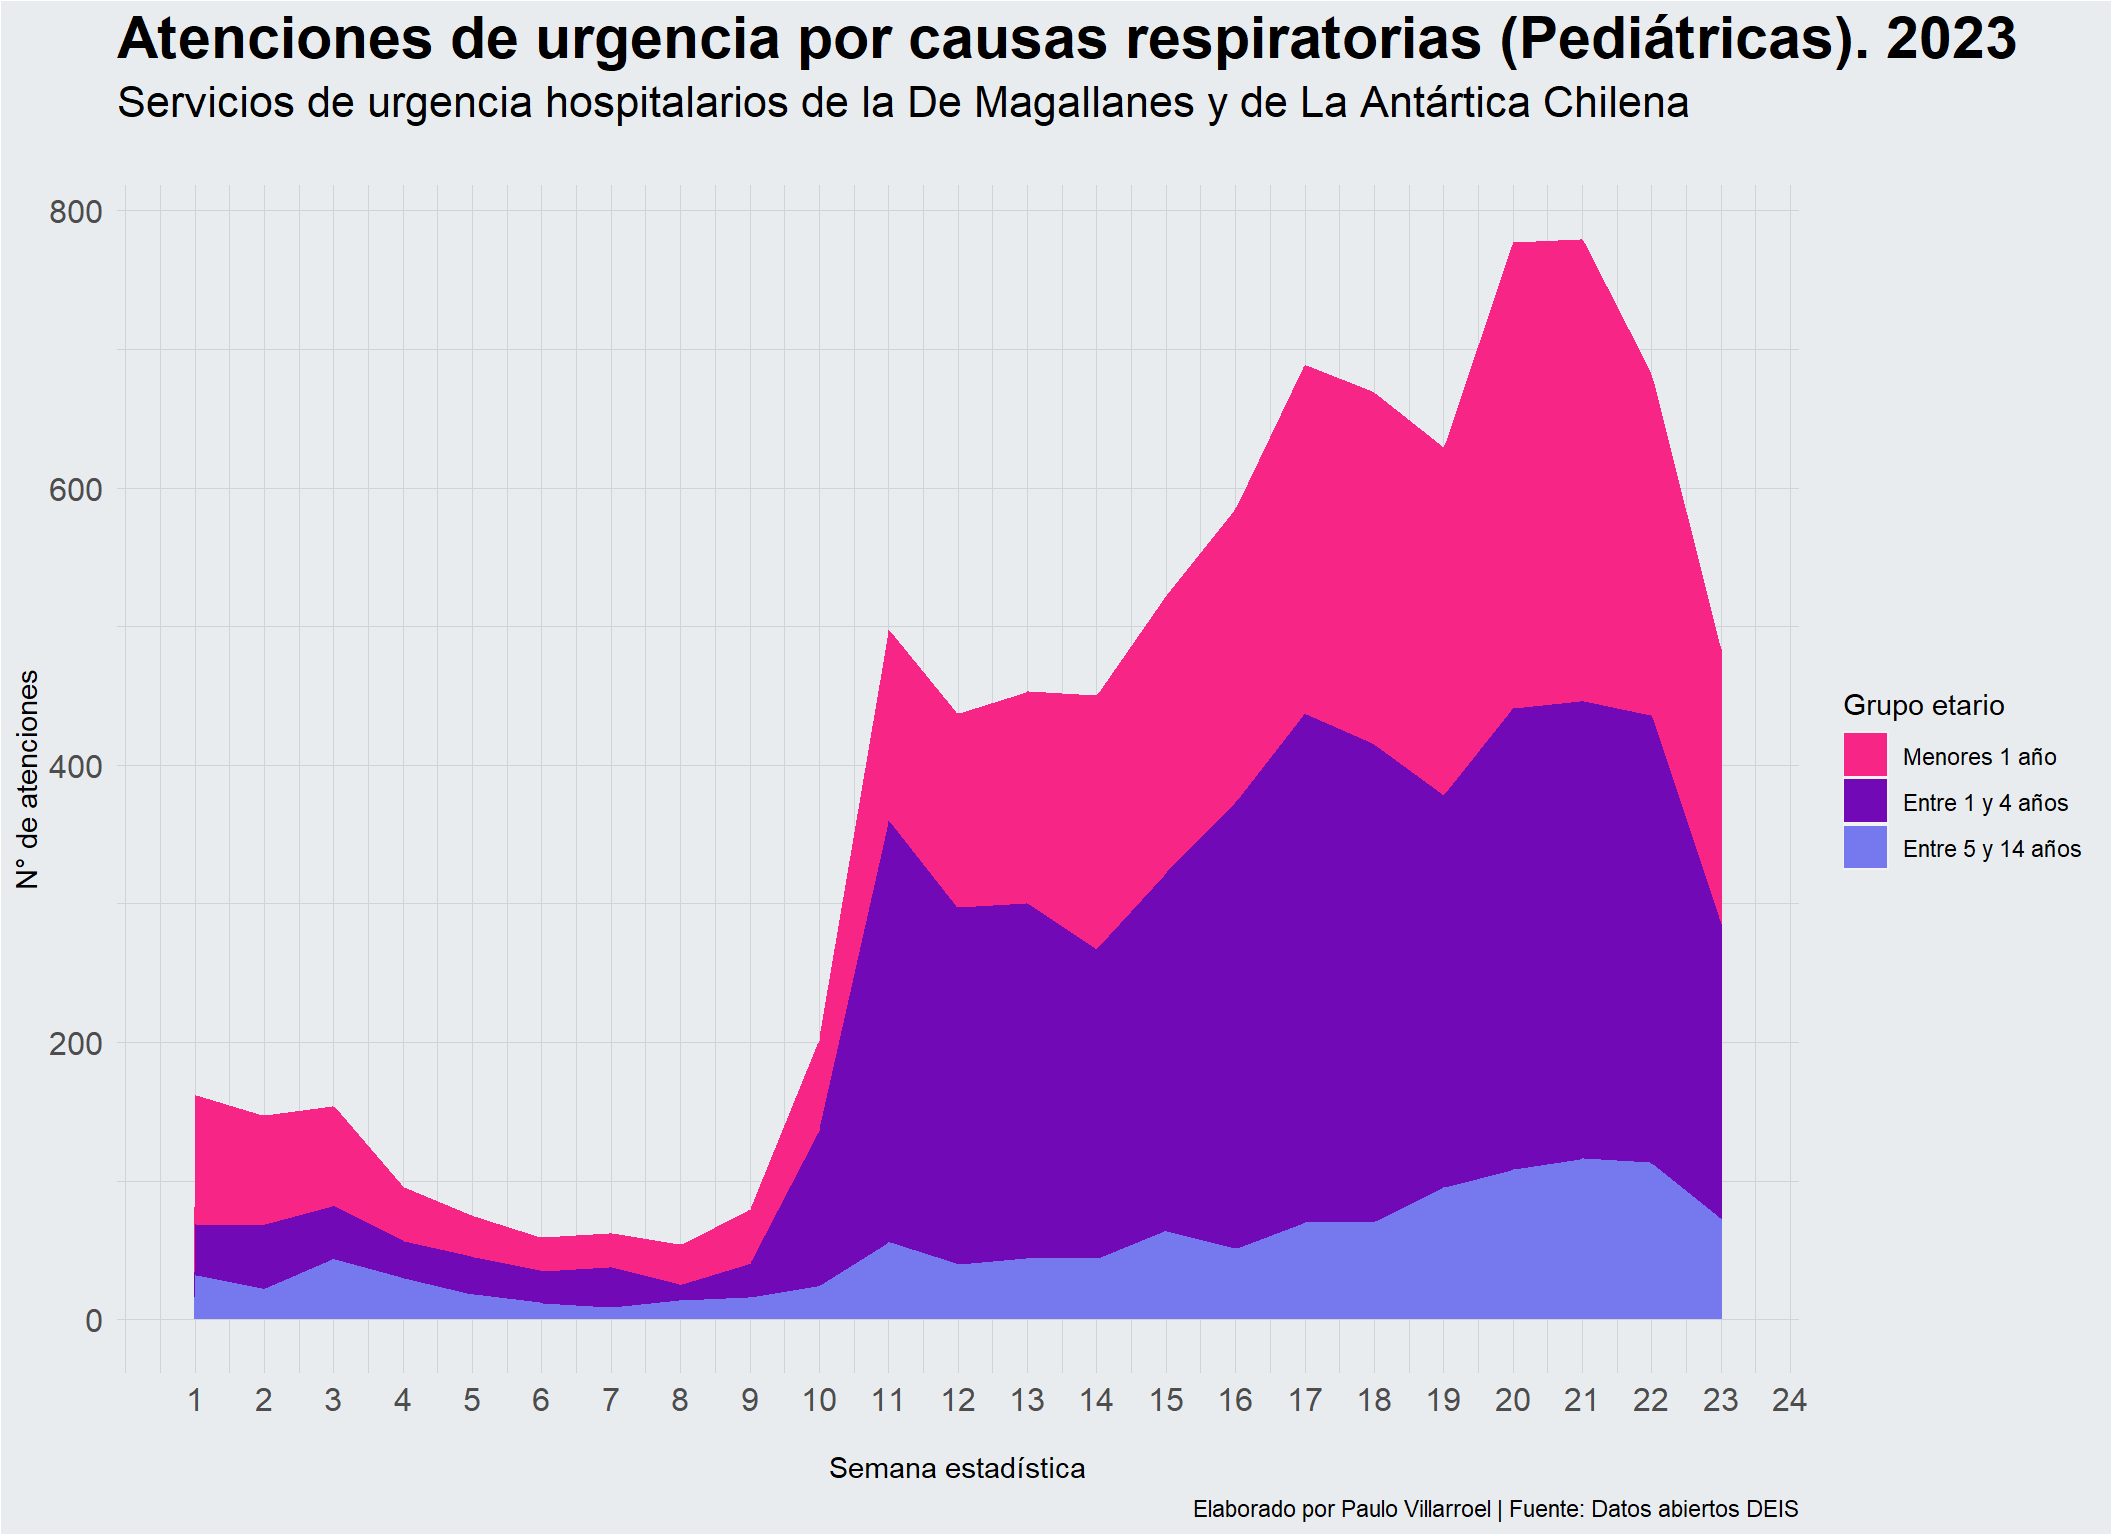 Atenciones de urgencia por causas respiratorias (Pediátricas). 2023
Servicios de urgencia hospitalarios de la De Magallanes y de La Antártica Chilena
800
600
400
200
0
N° de atenciones
1 2 3 4 5 6 7 8 9 10 11 12 13 14 15 16 17 18 19 20 21 22 23 24
Semana estadística
Grupo etario
Menores 1 año
Entre 1 y 4 años
Entre 5 y 14 años
Elaborado por Paulo Villarroel | Fuente: Datos abiertos DEIS